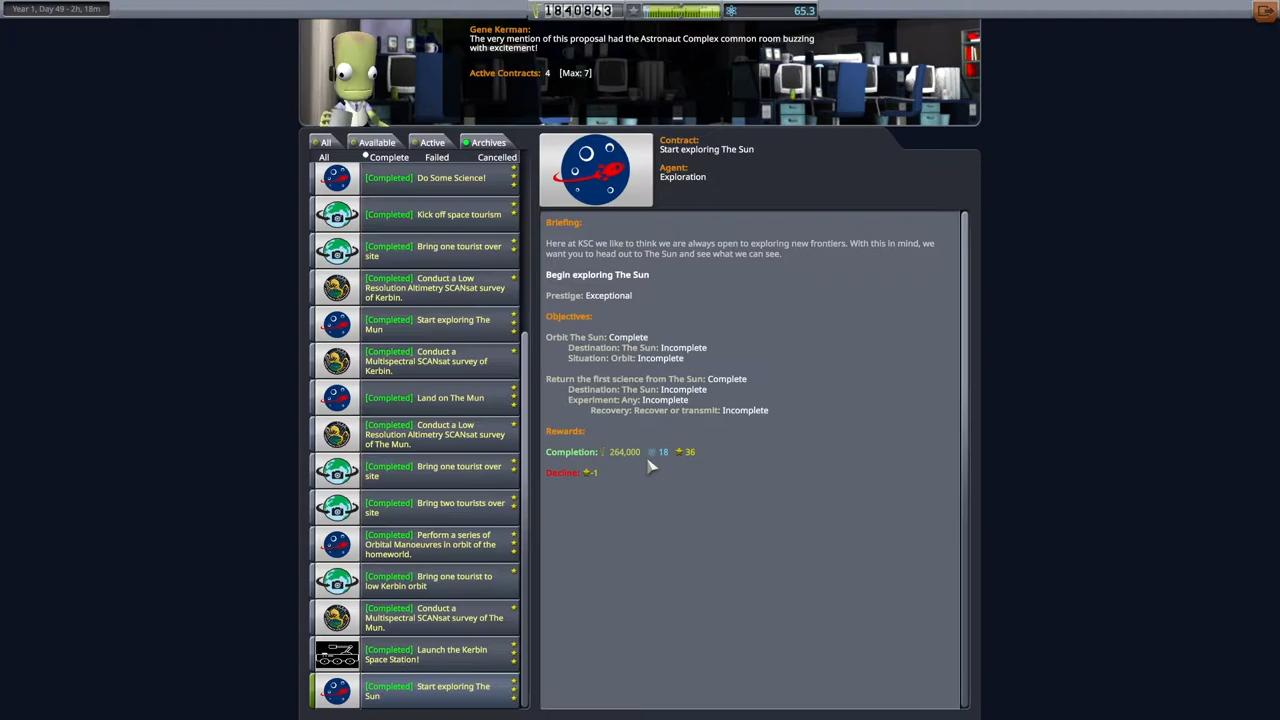 Year 1, Day 49 - 2h, 18m
1840863
65.3
Gene Kerman:
The very mention of this proposal had the Astronaut Complex common room buzzing
with excitement!
Active Contracts: 4 [Max: 7]
All
Available
Active
Archives
All
Complete
Failed
Cancelled
[Completed] Do Some Science!
[Completed] Kick off space tourism
[Completed] Bring one tourist over
site
[Completed] Conduct a Low
Resolution Altimetry SCANsat survey
of Kerbin.
[Completed] Start exploring The
Mun
[Completed] Conduct a
Multispectral SCANsat survey of
Kerbin.
[Completed] Land on The Mun
[Completed] Conduct a Low
Resolution Altimetry SCANsat survey
of The Mun.
[Completed] Bring one tourist over
site
[Completed] Bring two tourists over
site
[Completed] Perform a series of
Orbital Manoeuvres in orbit of the
homeworld.
[Completed] Bring one tourist to
low Kerbin orbit
[Completed] Conduct a
Multispectral SCANsat survey of The
Mun.
[Completed] Launch the Kerbin
Space Station!
[Completed] Start exploring The
Sun
Contract:
Start exploring The Sun
Agent:
Exploration
Briefing:
Here at KSC we like to think we are always open to exploring new frontiers. With this in mind, we
want you to head out to The Sun and see what we can see.
Begin exploring The Sun
Prestige: Exceptional
Objectives:
Orbit The Sun: Complete
Destination: The Sun: Incomplete
Situation: Orbit: Incomplete
Return the first science from The Sun: Complete
Destination: The Sun: Incomplete
Experiment: Any: Incomplete
Recovery: Recover or transmit: Incomplete
Rewards:
Completion: 264,000 18 36
Decline: -1